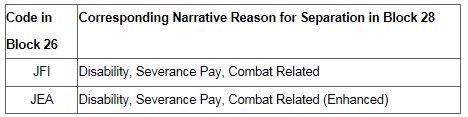 Code in Block 26
Corresponding Narrative Reason for Separation in Block 28
JFI
Disability, Severance Pay, Combat Related
JEA
Disability, Severance Pay, Combat Related (Enhanced)